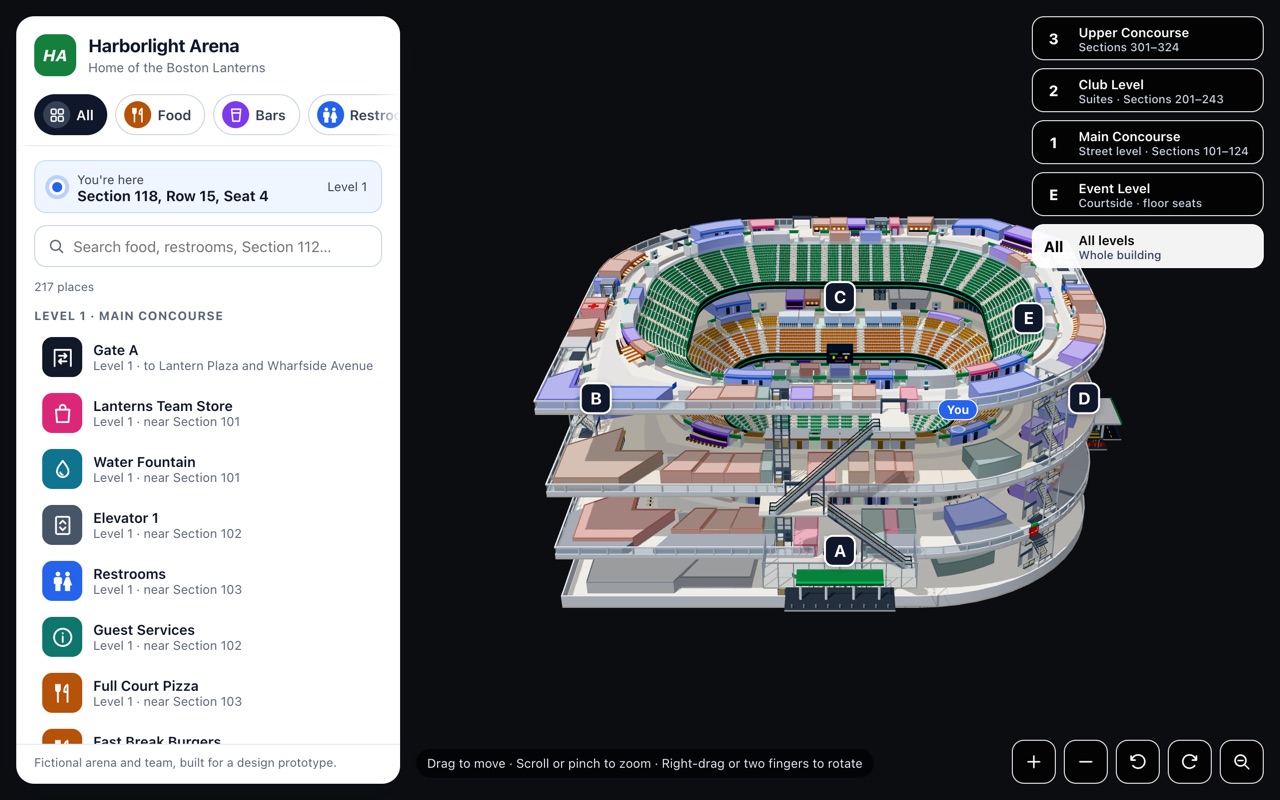 HA
Harborlight Arena
Home of the Boston Lanterns
All
Food
Bars
Restro
You're here
Section 118, Row 15, Seat 4
Level 1
Search food, restrooms, Section 112...
217 places
LEVEL 1 · MAIN CONCOURSE
Gate A
Level 1 · to Lantern Plaza and Wharfside Avenue
Lanterns Team Store
Level 1 · near Section 101
Water Fountain
Level 1 · near Section 101
Elevator 1
Level 1 · near Section 102
Restrooms
Level 1 · near Section 103
Guest Services
Level 1 · near Section 102
Full Court Pizza
Level 1 · near Section 103
Fast Break Burgers
Fictional arena and team, built for a design prototype.
C
E
B
You
D
A
3
Upper Concourse
Sections 301–324
2
Club Level
Suites · Sections 201–243
1
Main Concourse
Street level · Sections 101–124
E
Event Level
Courtside · floor seats
All
All levels
Whole building
Drag to move · Scroll or pinch to zoom · Right-drag or two fingers to rotate